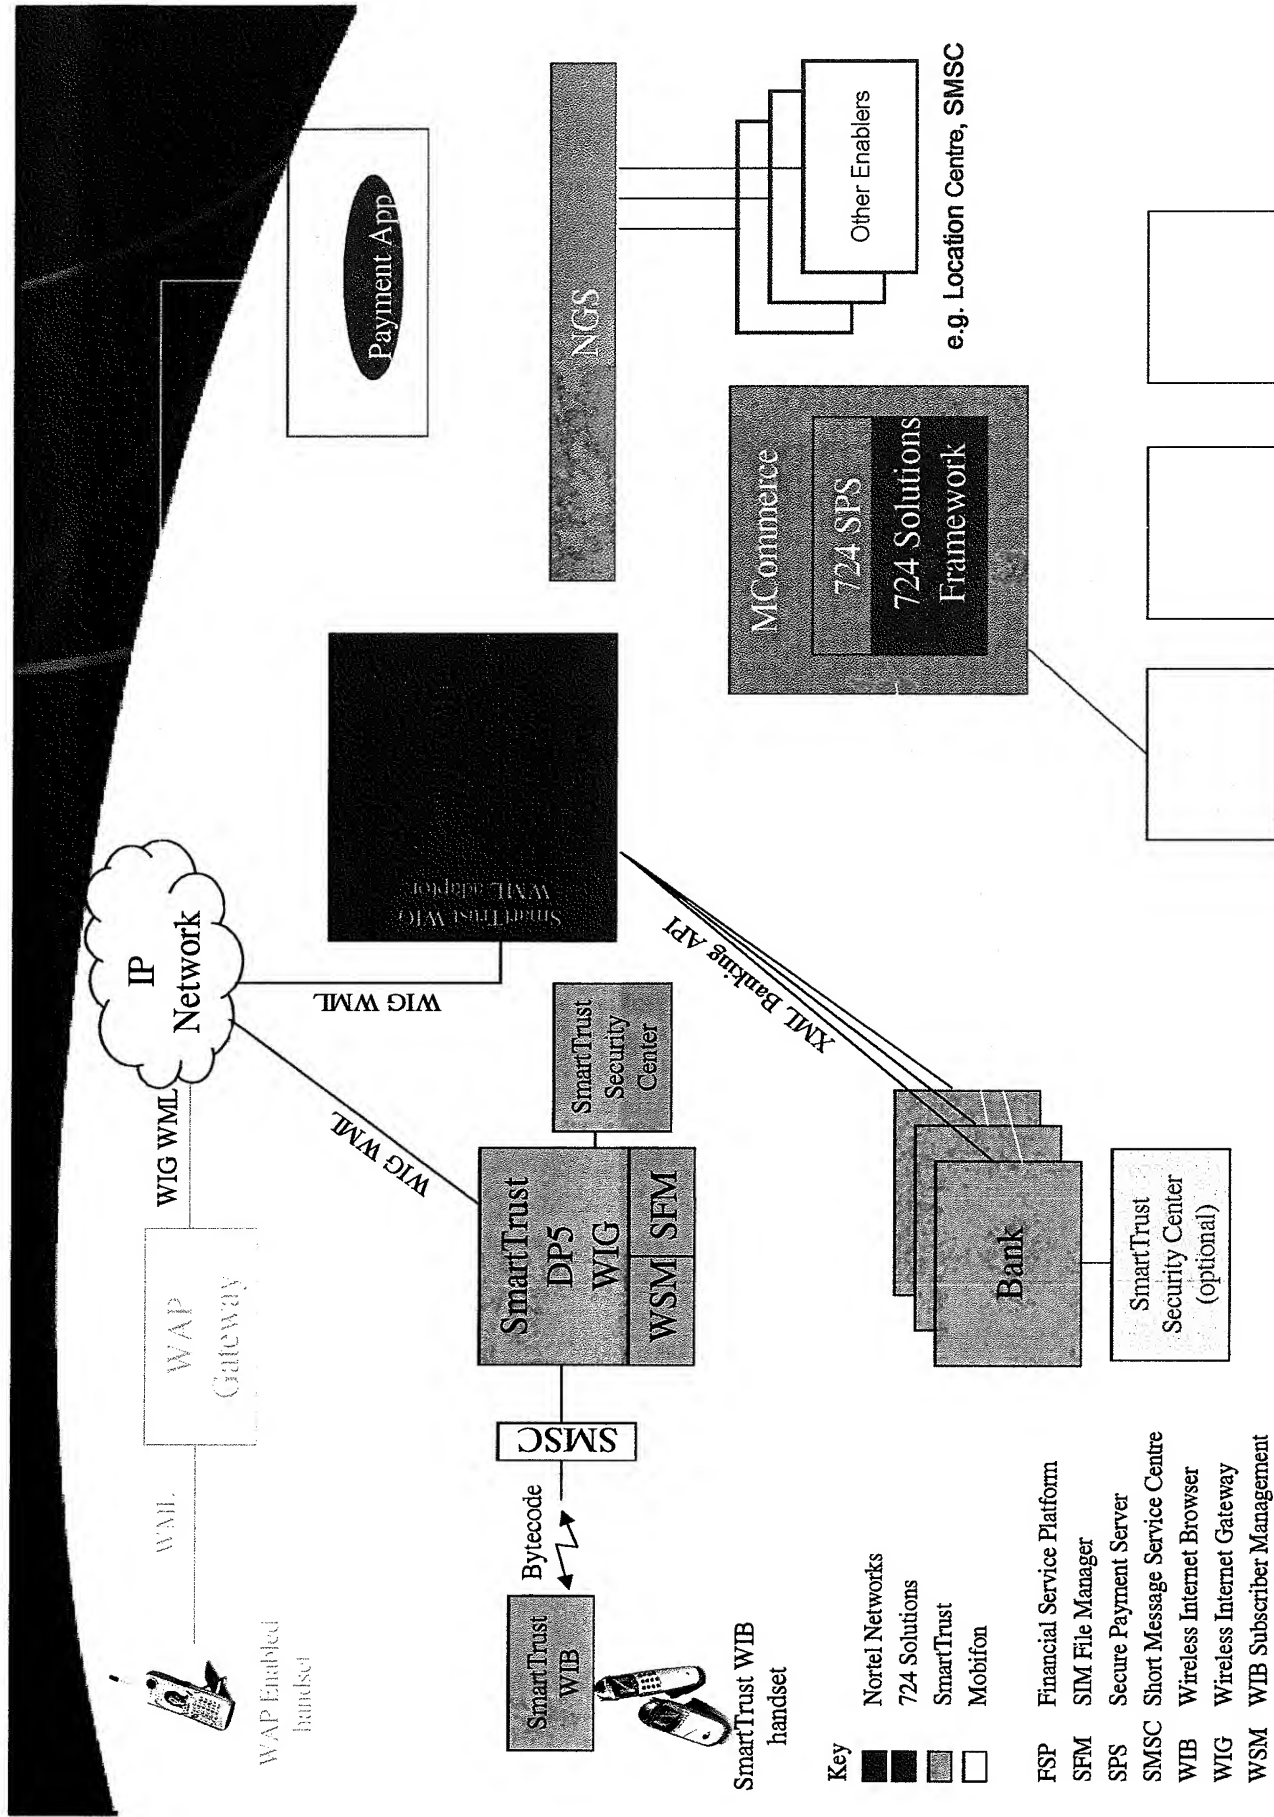 WAP Enabled
handset
WML
WAP
Gateway
WIG WML
IP
Network
WIG WML
WIG WML
SmartTrust WIG
WML adaptor
Payment App
NGS
Other Enablers
e.g. Location Centre, SMSC
MCommerce
724 SPS
724 Solutions
Framework
SmartTrust
WIB
SmartTrust WIB
handset
Bytecode
SMSC
SmartTrust
DP5
WIG
WSM
SFM
SmartTrust
Security
Center
XML Banking API
Bank
SmartTrust
Security Center
(optional)
Key
Nortel Networks
724 Solutions
SmartTrust
Mobifon
FSP Financial Service Platform
SFM SIM File Manager
SPS Secure Payment Server
SMSC Short Message Service Centre
WIB Wireless Internet Browser
WIG Wireless Internet Gateway
WSM WIB Subscriber Management